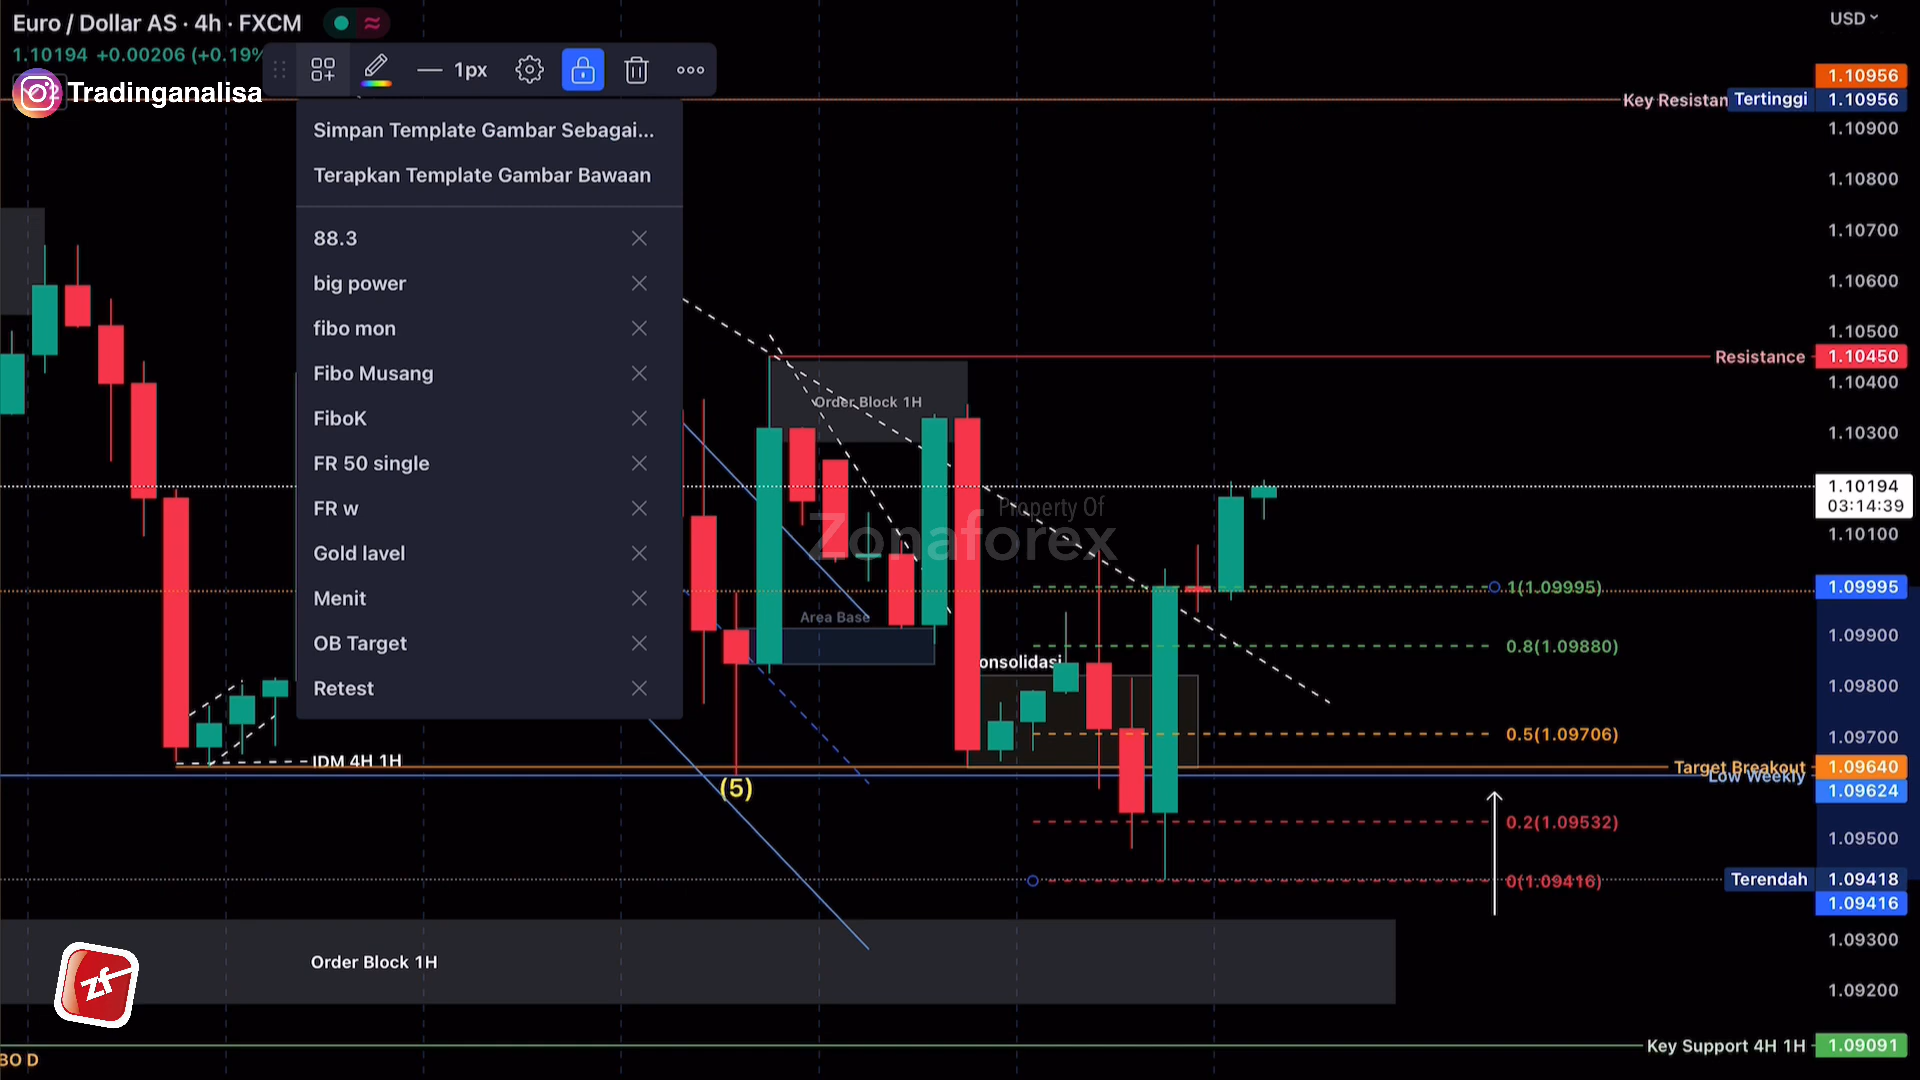 Euro / Dollar AS · 4h · FXCM
USD
1.10194 +0.00206 (+0.19%
1px
Tradinganalisa
Simpan Template Gambar Sebagai...
Terapkan Template Gambar Bawaan
88.3
big power
fibo mon
Fibo Musang
FiboK
FR 50 single
FR w
Gold lavel
Menit
OB Target
Retest
1.10956
Key Resistan
Tertinggi
1.10956
1.10900
1.10800
1.10700
1.10600
1.10500
Resistance
1.10450
1.10400
Order Block 1H
1.10300
1.10194
03:14:39
Property Of
Zonaforex
1.10100
1(1.09995)
1.09995
Area Base
1.09900
0.8(1.09880)
onsolidasi
1.09800
0.5(1.09706)
1.09700
IDM 4H 1H
Target Breakout
1.09640
Low Weekly
1.09624
(5)
0.2(1.09532)
1.09500
0(1.09416)
Terendah
1.09418
1.09416
1.09300
Order Block 1H
zf
1.09200
Key Support 4H 1H
1.09091
BO D